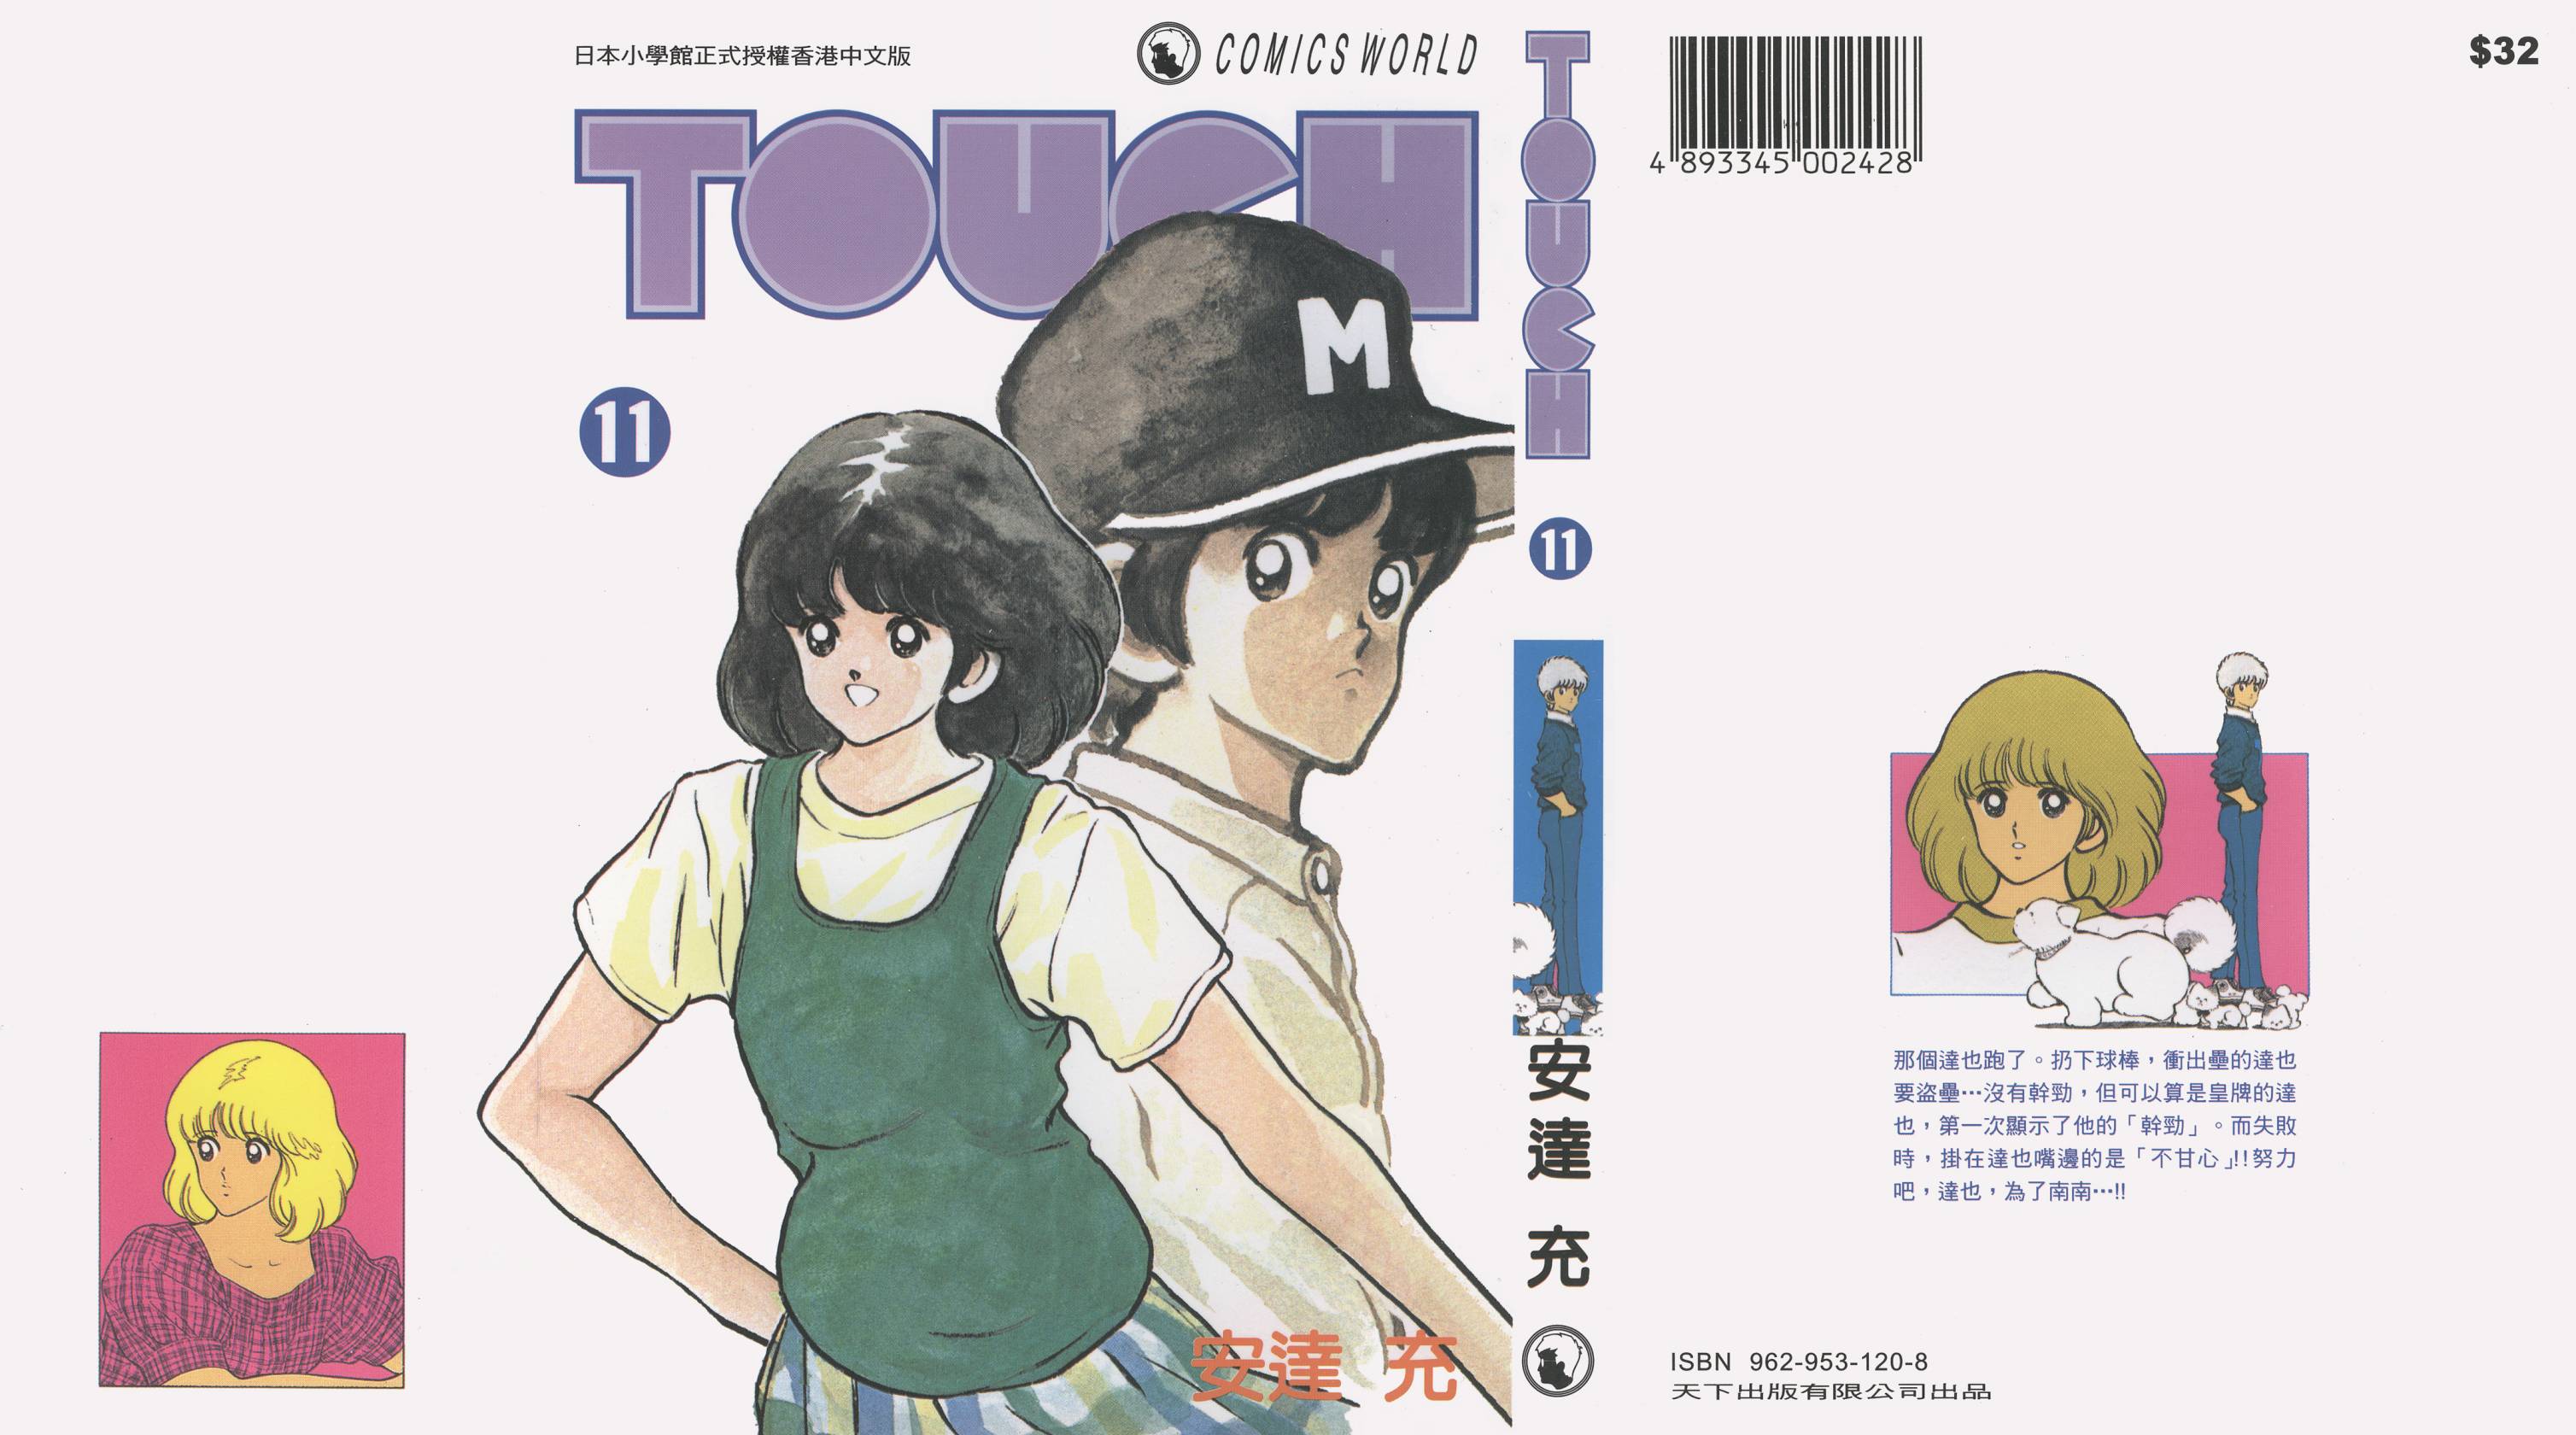 日本小學館正式授權香港中文版
COMICS WORLD
TOUCH
11
M
安達 充
TOUCH
11
安達 充
4 893345 002428
$32
那個達也跑了。扔下球棒，衝出壘的達也
要盜壘…沒有幹勁，但可以算是皇牌的達
也，第一次顯示了他的「幹勁」。而失敗
時，掛在達也嘴邊的是「不甘心」!!努力
吧，達也，為了南南…!!
ISBN 962-953-120-8
天下出版有限公司出品